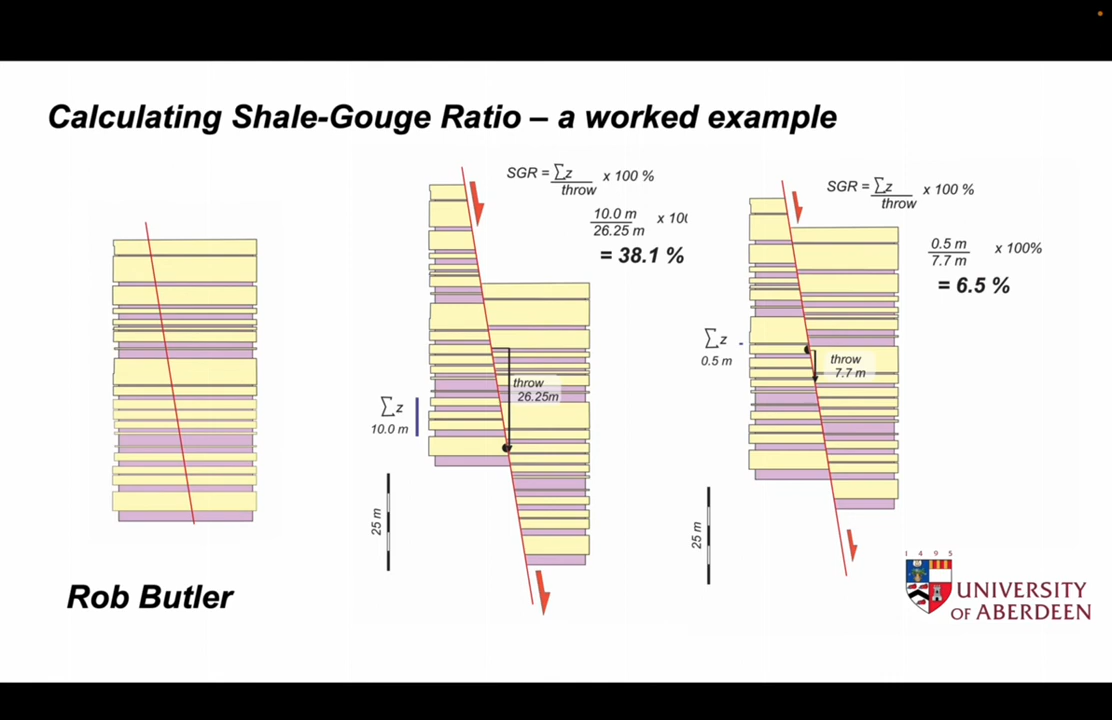 Calculating Shale-Gouge Ratio – a worked example
SGR = ∑z x 100 %
throw
10.0 m x 10(
26.25 m
= 38.1 %
throw
26.25m
∑z
10.0 m
25 m
SGR = ∑z x 100 %
throw
0.5 m x 100%
7.7 m
= 6.5 %
∑z
0.5 m
throw
7.7 m
25 m
Rob Butler
1 4 9 5
UNIVERSITY
OF ABERDEEN